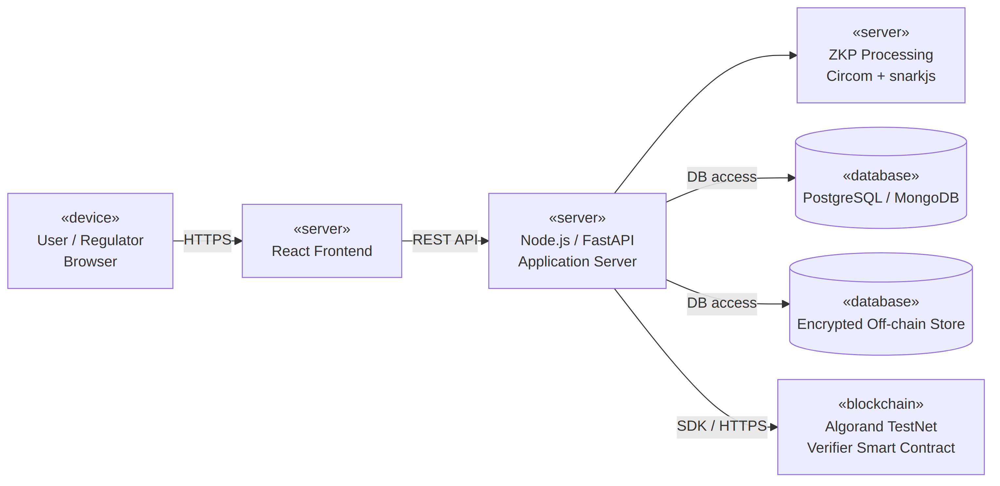 «device»
User / Regulator
Browser
HTTPS
«server»
React Frontend
REST API
«server»
Node.js / FastAPI
Application Server
«server»
ZKP Processing
Circom + snarkjs
DB access
«database»
PostgreSQL / MongoDB
DB access
«database»
Encrypted Off-chain Store
SDK / HTTPS
«blockchain»
Algorand TestNet
Verifier Smart Contract